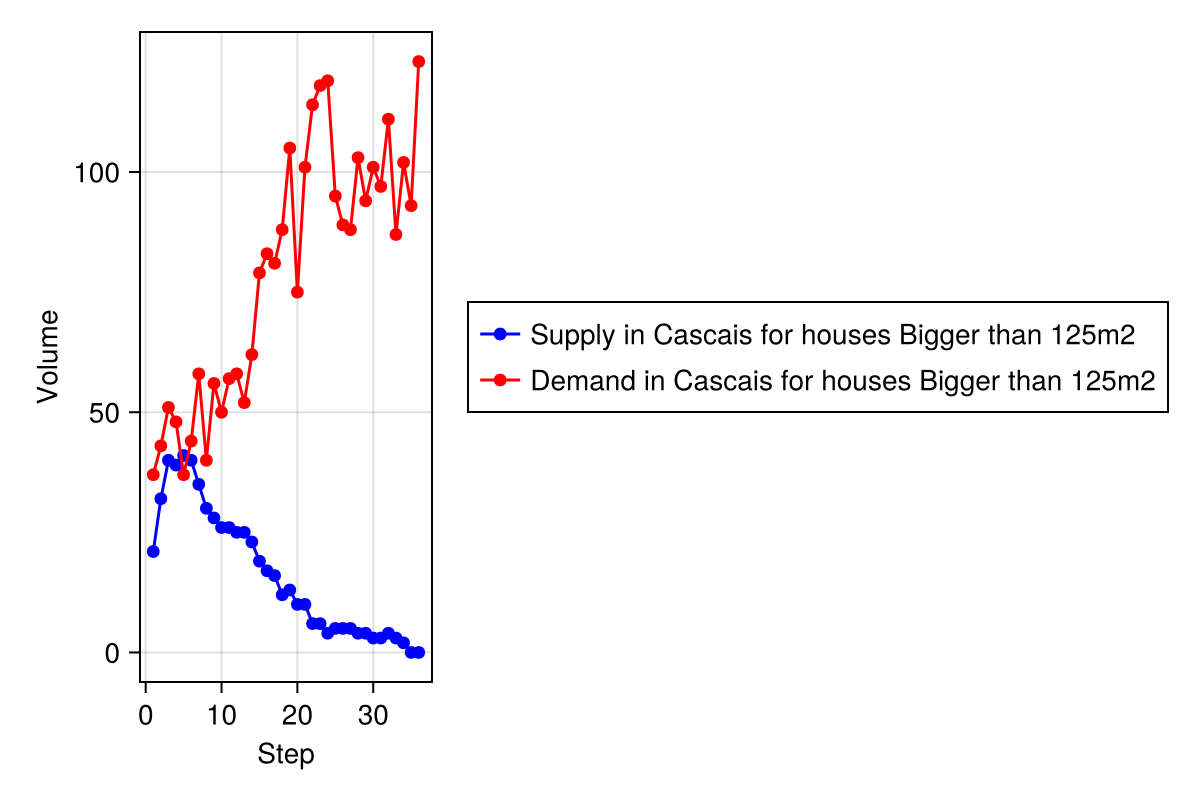 100
50
0
Volume
0 10 20 30
Step
Supply in Cascais for houses Bigger than 125m2
Demand in Cascais for houses Bigger than 125m2